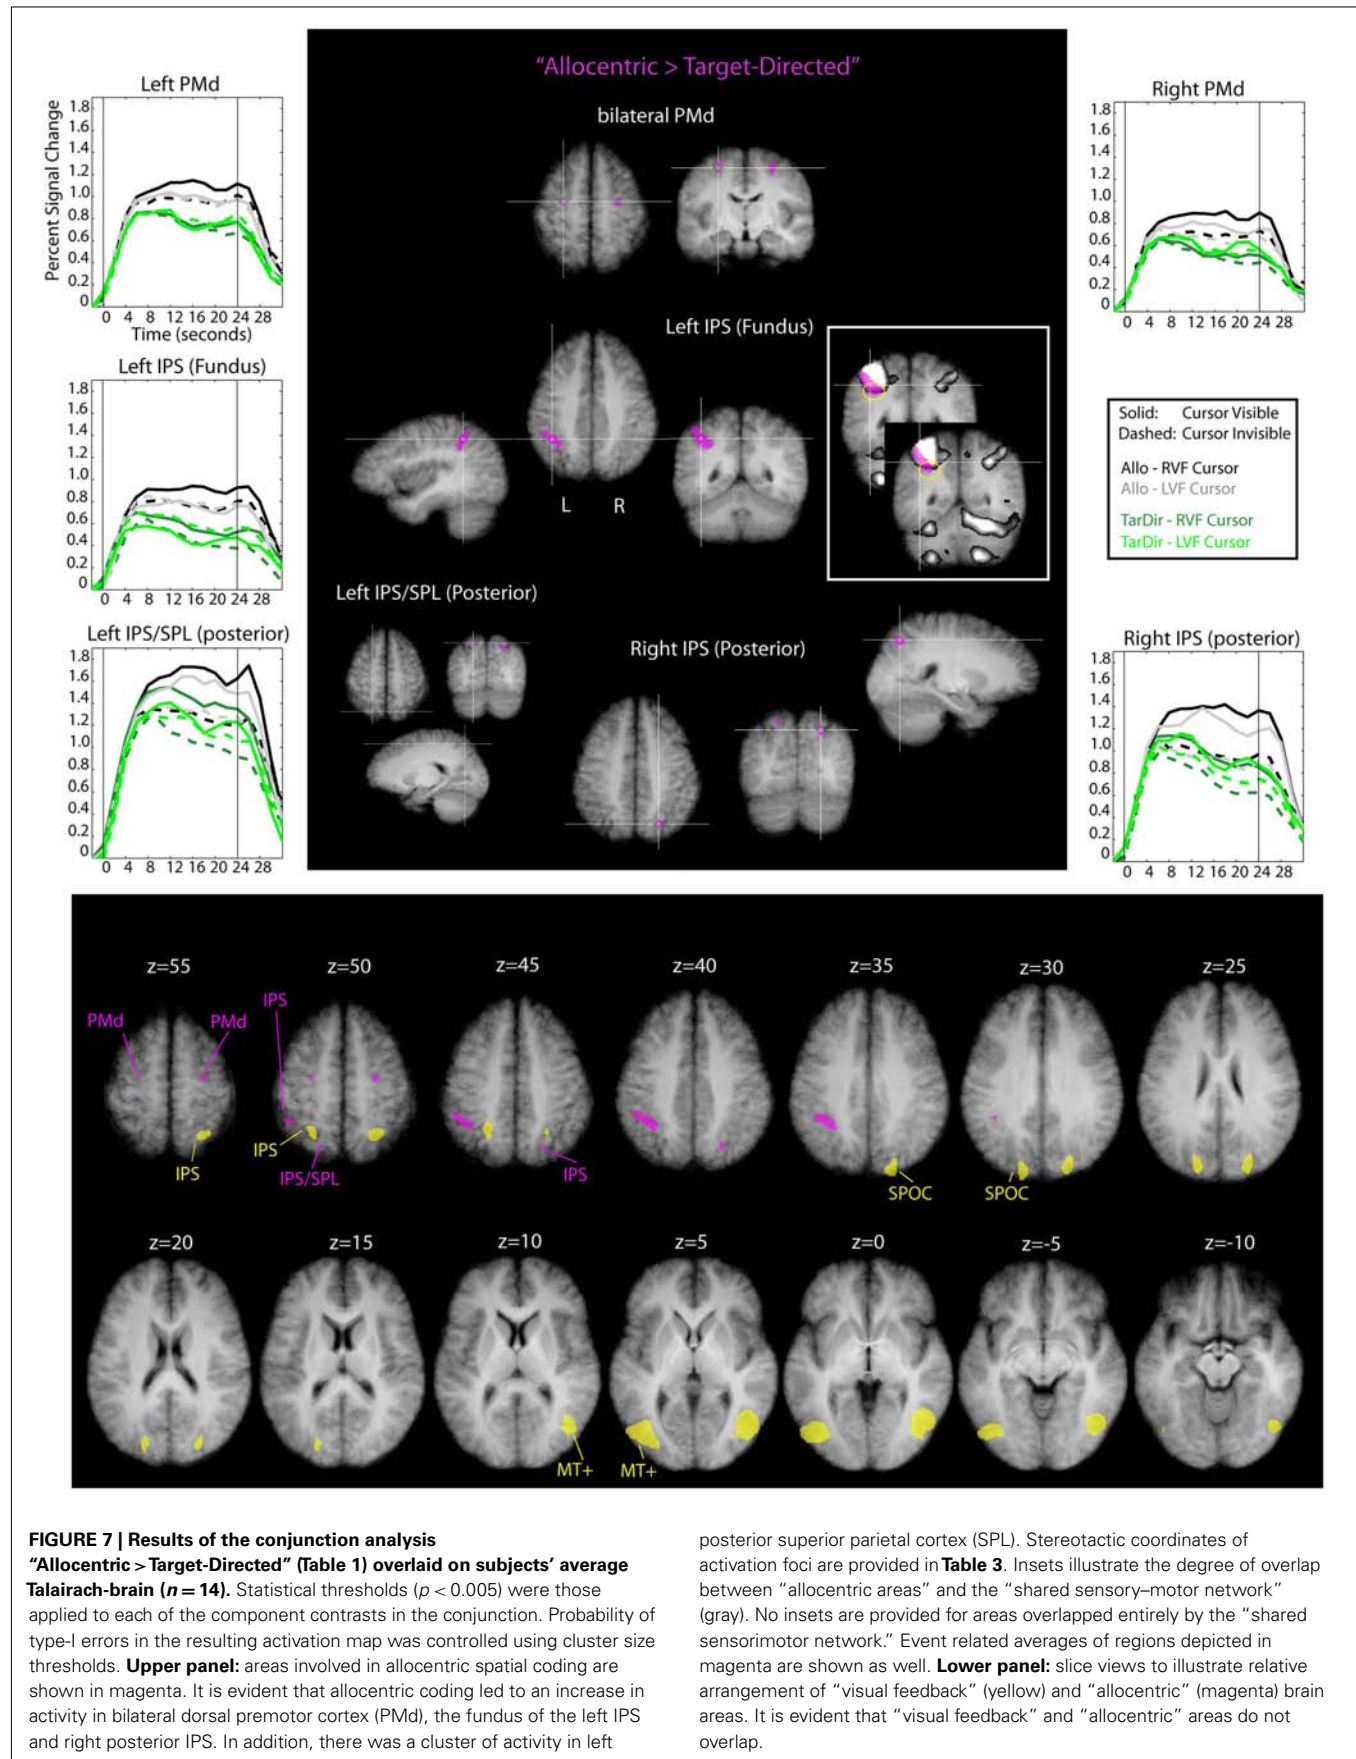 "Allocentric > Target-Directed"
bilateral PMd
Left PMd
Percent Signal Change
1.8
1.6
1.4
1.2
1.0
0.8
0.6
0.4
0.2
0
0 4 8 12 16 20 24 28
Time (seconds)
Right PMd
1.8
1.6
1.4
1.2
1.0
0.8
0.6
0.4
0.2
0
0 4 8 12 16 20 24 28
Left IPS (Fundus)
1.8
1.6
1.4
1.2
1.0
0.8
0.6
0.4
0.2
0
0 4 8 12 16 20 24 28
Left IPS (Fundus)
L R
Solid: Cursor Visible
Dashed: Cursor Invisible
Allo - RVF Cursor
Allo - LVF Cursor
TarDir - RVF Cursor
TarDir - LVF Cursor
Left IPS/SPL (posterior)
1.8
1.6
1.4
1.2
1.0
0.8
0.6
0.4
0.2
0
0 4 8 12 16 20 24 28
Left IPS/SPL (Posterior)
Right IPS (Posterior)
Right IPS (posterior)
1.8
1.6
1.4
1.2
1.0
0.8
0.6
0.4
0.2
0
0 4 8 12 16 20 24 28
z=55 z=50 z=45 z=40 z=35 z=30 z=25
PMd PMd IPS
IPS IPS IPS/SPL IPS SPOC SPOC
z=20 z=15 z=10 z=5 z=0 z=-5 z=-10
MT+ MT+
FIGURE 7 | Results of the conjunction analysis
"Allocentric > Target-Directed" (Table 1) overlaid on subjects' average
Talairach-brain (n = 14). Statistical thresholds (p < 0.005) were those
applied to each of the component contrasts in the conjunction. Probability of
type-I errors in the resulting activation map was controlled using cluster size
thresholds. Upper panel: areas involved in allocentric spatial coding are
shown in magenta. It is evident that allocentric coding led to an increase in
activity in bilateral dorsal premotor cortex (PMd), the fundus of the left IPS
and right posterior IPS. In addition, there was a cluster of activity in left
posterior superior parietal cortex (SPL). Stereotactic coordinates of
activation foci are provided in Table 3. Insets illustrate the degree of overlap
between "allocentric areas" and the "shared sensory–motor network"
(gray). No insets are provided for areas overlapped entirely by the "shared
sensorimotor network." Event related averages of regions depicted in
magenta are shown as well. Lower panel: slice views to illustrate relative
arrangement of "visual feedback" (yellow) and "allocentric" (magenta) brain
areas. It is evident that "visual feedback" and "allocentric" areas do not
overlap.